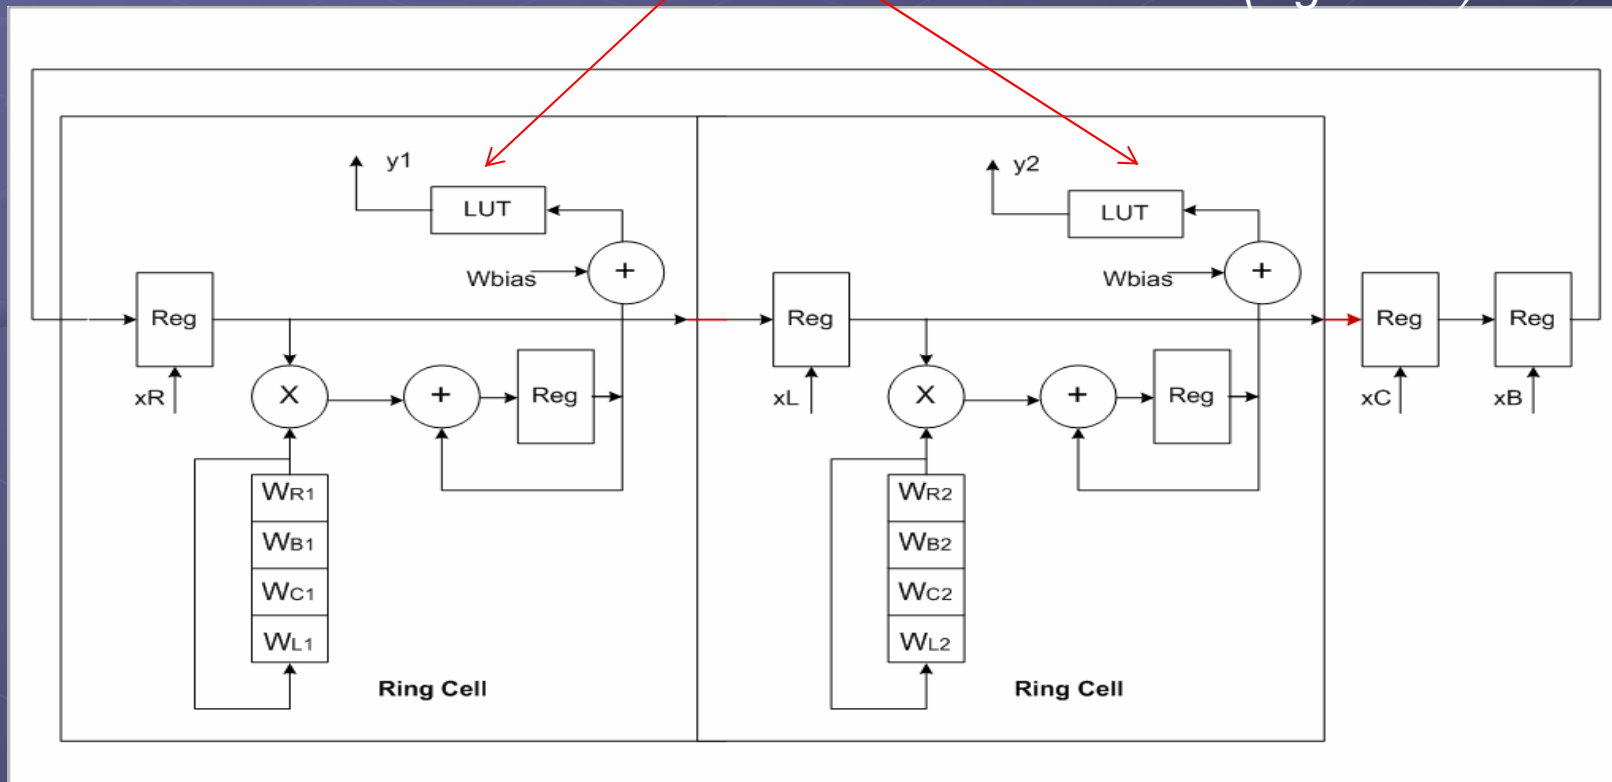 y1
LUT
Wbias
+
Reg
xR
X
+
Reg
WR1
WB1
WC1
WL1
Ring Cell
y2
LUT
Wbias
+
Reg
xL
X
+
Reg
WR2
WB2
WC2
WL2
Ring Cell
Reg
xC
Reg
xB